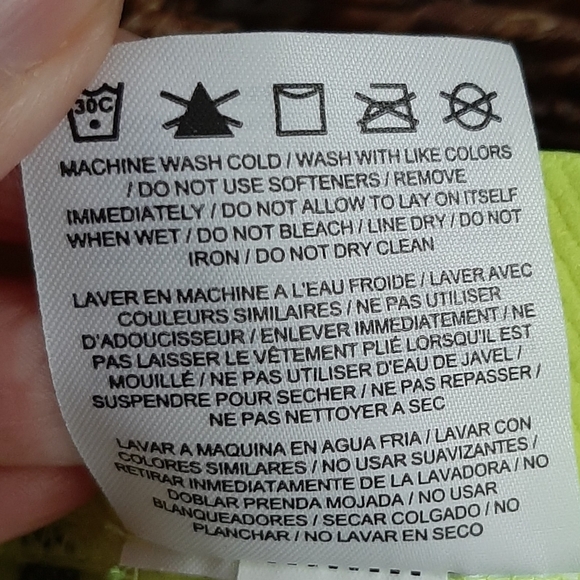 30C
MACHINE WASH COLD / WASH WITH LIKE COLORS
/ DO NOT USE SOFTENERS / REMOVE
IMMEDIATELY / DO NOT ALLOW TO LAY ON ITSELF
WHEN WET / DO NOT BLEACH / LINE DRY / DO NOT
IRON / DO NOT DRY CLEAN
LAVER EN MACHINE A L'EAU FROIDE / LAVER AVEC
COULEURS SIMILAIRES / NE PAS UTILISER
D'ADOUCISSEUR / ENLEVER IMMEDIATEMENT / NE
PAS LAISSER LE VÊTEMENT PLIÉ LORSQU'IL EST
MOUILLÉ / NE PAS UTILISER D'EAU DE JAVEL /
SUSPENDRE POUR SECHER / NE PAS REPASSER /
NE PAS NETTOYER A SEC
LAVAR A MAQUINA EN AGUA FRIA / LAVAR CON
COLORES SIMILARES / NO USAR SUAVIZANTES /
RETIRAR INMEDIATAMENTE DE LA LAVADORA / NO
DOBLAR PRENDA MOJADA / NO USAR
BLANQUEADORES / SECAR COLGADO / NO
PLANCHAR / NO LAVAR EN SECO